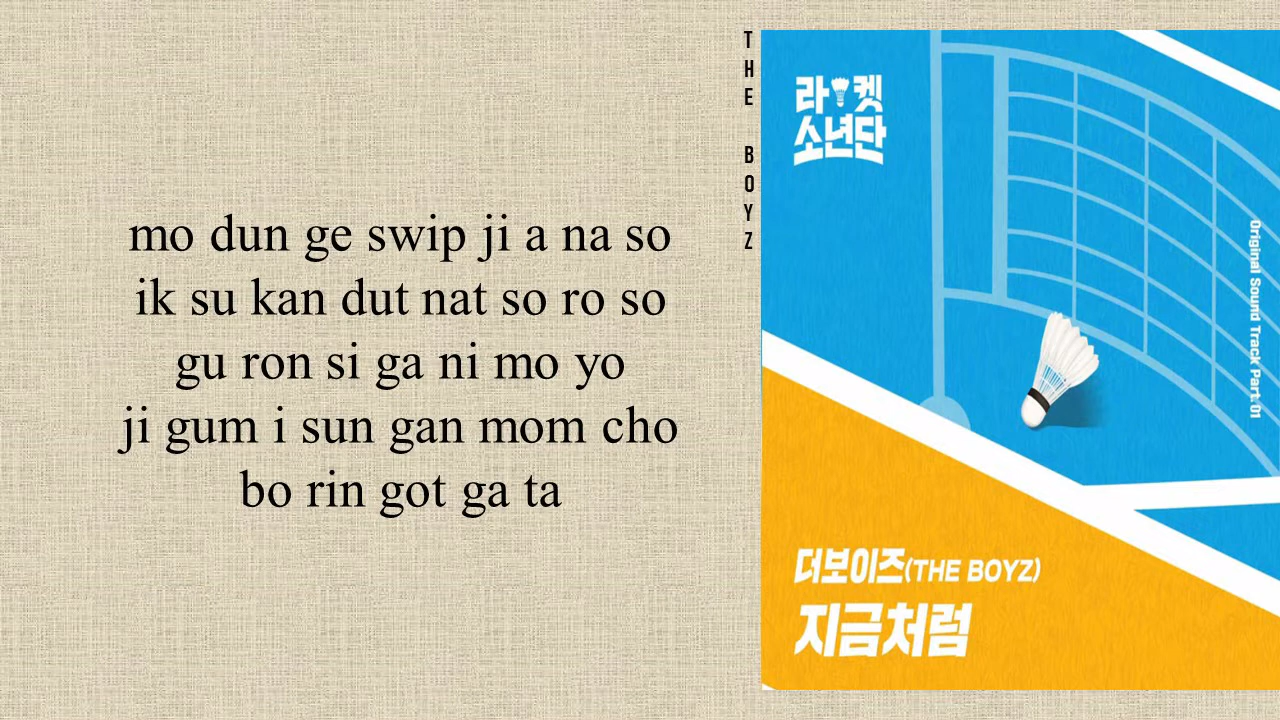 mo dun ge swip ji a na so
ik su kan dut nat so ro so
gu ron si ga ni mo yo
ji gum i sun gan mom cho
bo rin got ga ta
THE BOYZ
라켓
소년단
Original Sound Track Part 01
더보이즈(THE BOYZ)
지금처럼